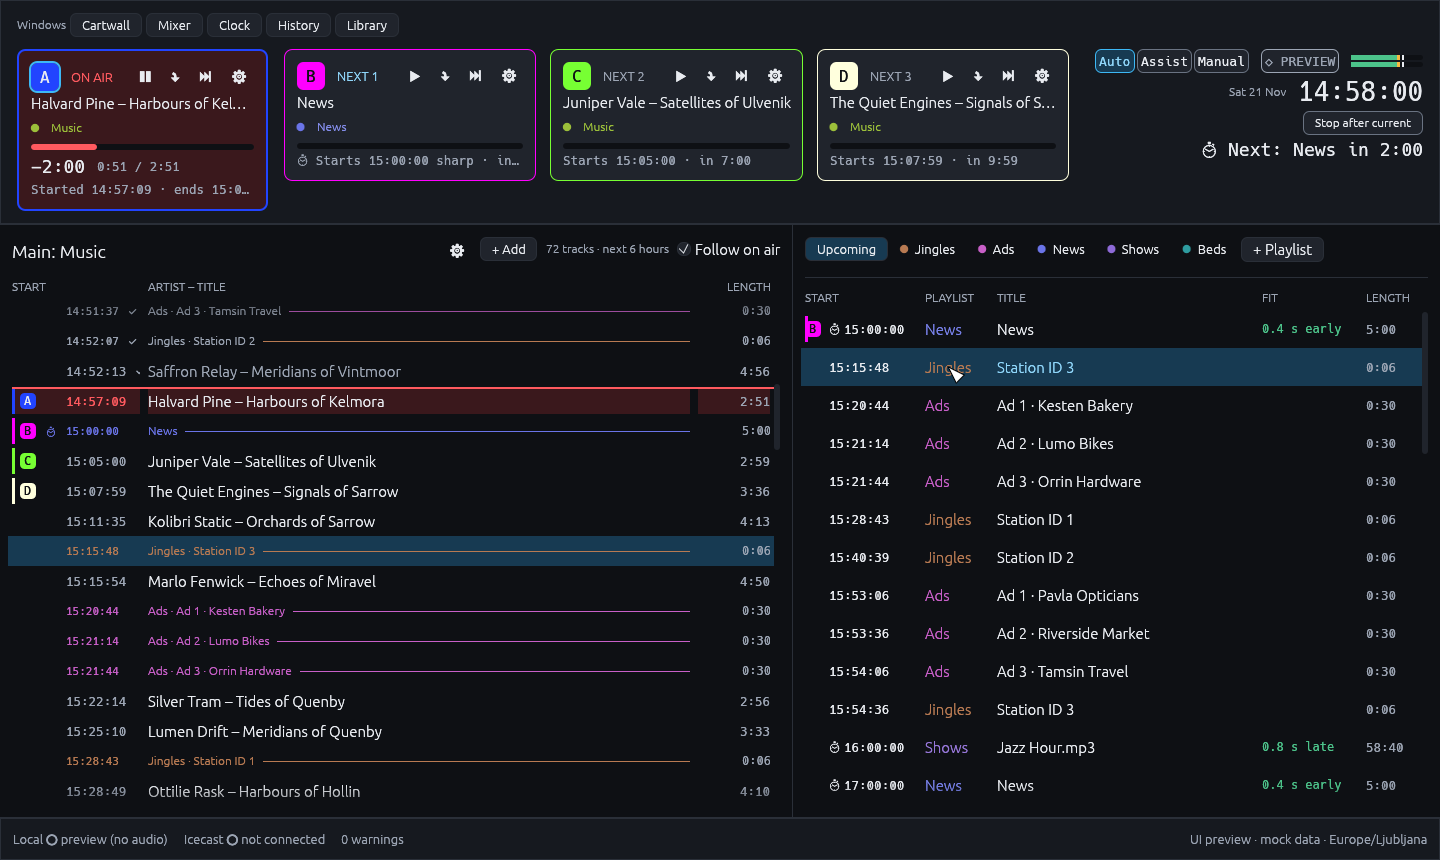 Windows Cartwall Mixer Clock History Library
A ON AIR
Halvard Pine – Harbours of Kel…
Music
−2:00 0:51 / 2:51
Started 14:57:09 · ends 15:0…
B NEXT 1
News
News
Starts 15:00:00 sharp · in…
C NEXT 2
Juniper Vale – Satellites of Ulvenik
Music
Starts 15:05:00 · in 7:00
D NEXT 3
The Quiet Engines – Signals of S…
Music
Starts 15:07:59 · in 9:59
Auto Assist Manual ◇ PREVIEW
Sat 21 Nov 14:58:00
Stop after current
Next: News in 2:00
Main: Music + Add 72 tracks · next 6 hours ✓ Follow on air
START ARTIST – TITLE LENGTH
14:51:37 ✓ Ads · Ad 3 · Tamsin Travel 0:30
14:52:07 ✓ Jingles · Station ID 2 0:06
14:52:13 Saffron Relay – Meridians of Vintmoor 4:56
A 14:57:09 Halvard Pine – Harbours of Kelmora 2:51
B 15:00:00 News 5:00
C 15:05:00 Juniper Vale – Satellites of Ulvenik 2:59
D 15:07:59 The Quiet Engines – Signals of Sarrow 3:36
15:11:35 Kolibri Static – Orchards of Sarrow 4:13
15:15:48 Jingles · Station ID 3 0:06
15:15:54 Marlo Fenwick – Echoes of Miravel 4:50
15:20:44 Ads · Ad 1 · Kesten Bakery 0:30
15:21:14 Ads · Ad 2 · Lumo Bikes 0:30
15:21:44 Ads · Ad 3 · Orrin Hardware 0:30
15:22:14 Silver Tram – Tides of Quenby 2:56
15:25:10 Lumen Drift – Meridians of Quenby 3:33
15:28:43 Jingles · Station ID 1 0:06
15:28:49 Ottilie Rask – Harbours of Hollin 4:10
Upcoming Jingles Ads News Shows Beds + Playlist
START PLAYLIST TITLE FIT LENGTH
B 15:00:00 News News 0.4 s early 5:00
15:15:48 Jingles Station ID 3 0:06
15:20:44 Ads Ad 1 · Kesten Bakery 0:30
15:21:14 Ads Ad 2 · Lumo Bikes 0:30
15:21:44 Ads Ad 3 · Orrin Hardware 0:30
15:28:43 Jingles Station ID 1 0:06
15:40:39 Jingles Station ID 2 0:06
15:53:06 Ads Ad 1 · Pavla Opticians 0:30
15:53:36 Ads Ad 2 · Riverside Market 0:30
15:54:06 Ads Ad 3 · Tamsin Travel 0:30
15:54:36 Jingles Station ID 3 0:06
16:00:00 Shows Jazz Hour.mp3 0.8 s late 58:40
17:00:00 News News 0.4 s early 5:00
Local preview (no audio) Icecast not connected 0 warnings
UI preview · mock data · Europe/Ljubljana